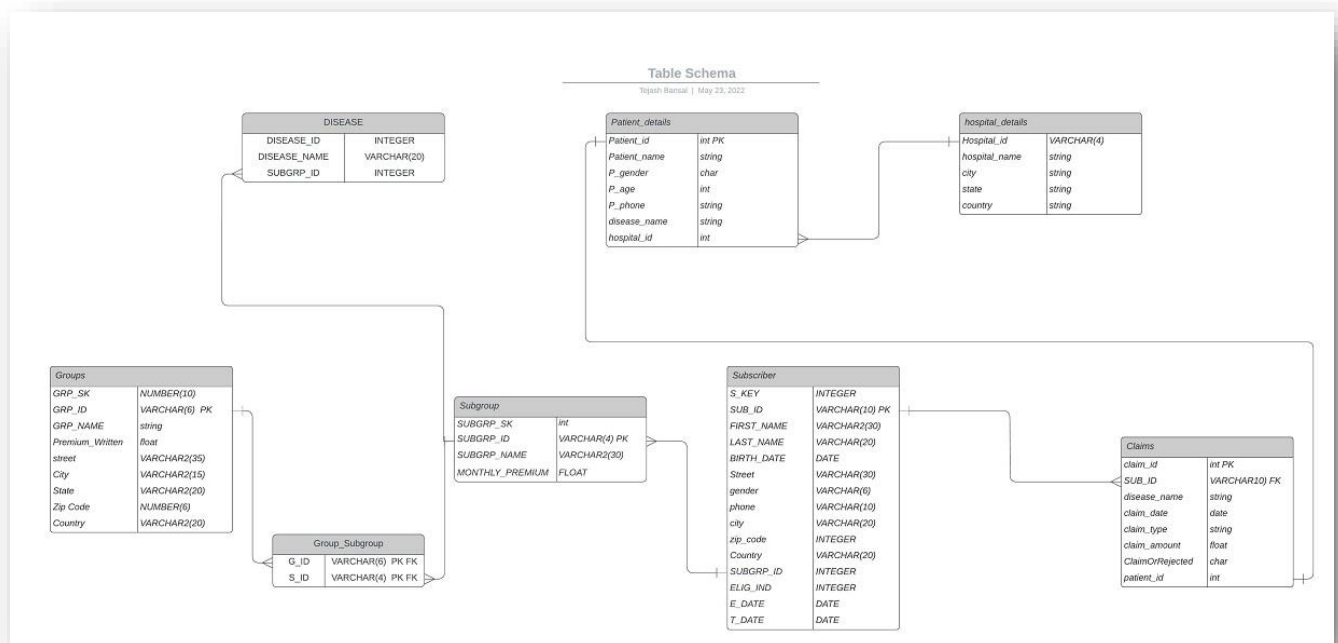 Table Schema
Tejash Bansal | May 23, 2022
DISEASE
DISEASE_ID INTEGER
DISEASE_NAME VARCHAR(20)
SUBGRP_ID INTEGER
Patient_details
Patient_id int PK
Patient_name string
P_gender char
P_age int
P_phone string
disease_name string
hospital_id int
hospital_details
Hospital_id VARCHAR(4)
hospital_name string
city string
state string
country string
Groups
GRP_SK NUMBER(10)
GRP_ID VARCHAR(6) PK
GRP_NAME string
Premium_Written float
street VARCHAR2(35)
City VARCHAR2(15)
State VARCHAR2(20)
Zip Code NUMBER(6)
Country VARCHAR2(20)
Group_Subgroup
G_ID VARCHAR(6) PK FK
S_ID VARCHAR(4) PK FK
Subgroup
SUBGRP_SK int
SUBGRP_ID VARCHAR(4) PK
SUBGRP_NAME VARCHAR2(30)
MONTHLY_PREMIUM FLOAT
Subscriber
S_KEY INTEGER
SUB_ID VARCHAR(10) PK
FIRST_NAME VARCHAR2(30)
LAST_NAME VARCHAR(20)
BIRTH_DATE DATE
Street VARCHAR(30)
gender VARCHAR(6)
phone VARCHAR(10)
city VARCHAR(20)
zip_code INTEGER
Country VARCHAR(20)
SUBGRP_ID INTEGER
ELIG_IND INTEGER
E_DATE DATE
T_DATE DATE
Claims
claim_id int PK
SUB_ID VARCHAR10) FK
disease_name string
claim_date date
claim_type string
claim_amount float
ClaimOrRejected char
patient_id int